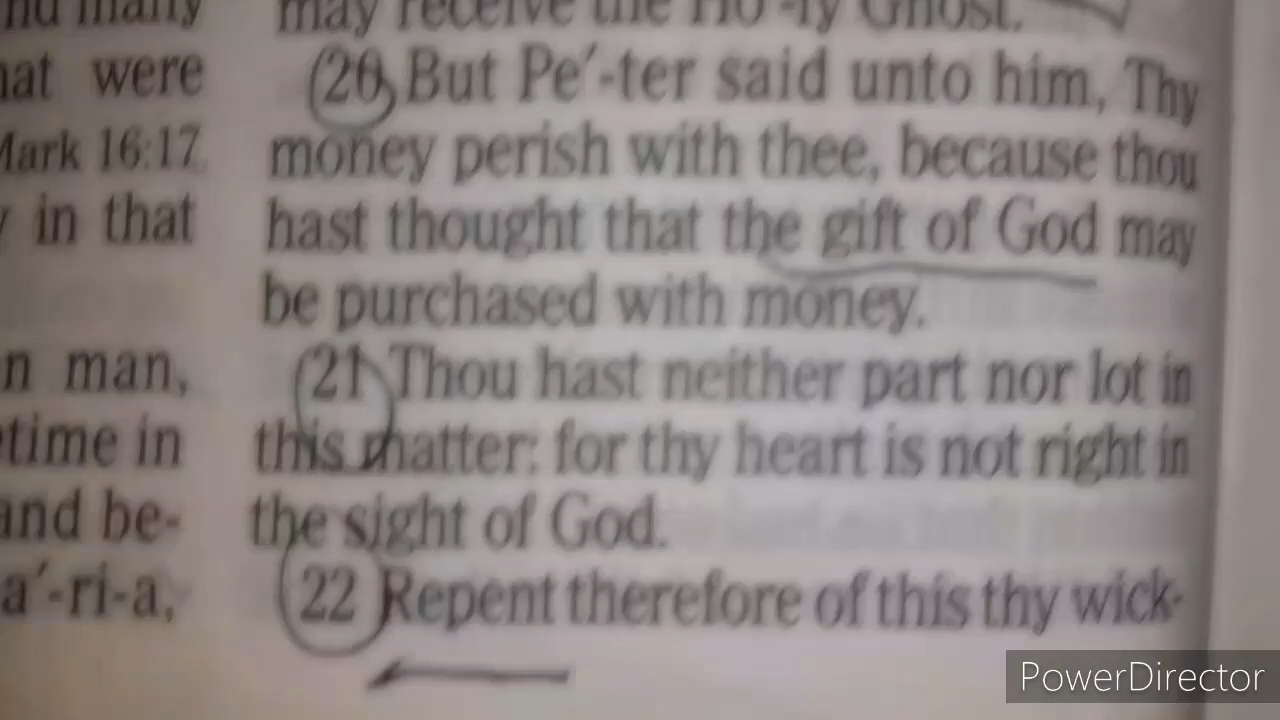 and many
hat were
Mark 16:17
in that
n man,
time in
and be-
a′-ri-a,
may receive the Ho′-ly Ghost.
20 But Pe′-ter said unto him, Thy
money perish with thee, because thou
hast thought that the gift of God may
be purchased with money.
21 Thou hast neither part nor lot in
this matter: for thy heart is not right in
the sight of God.
22 Repent therefore of this thy wick-
PowerDirector